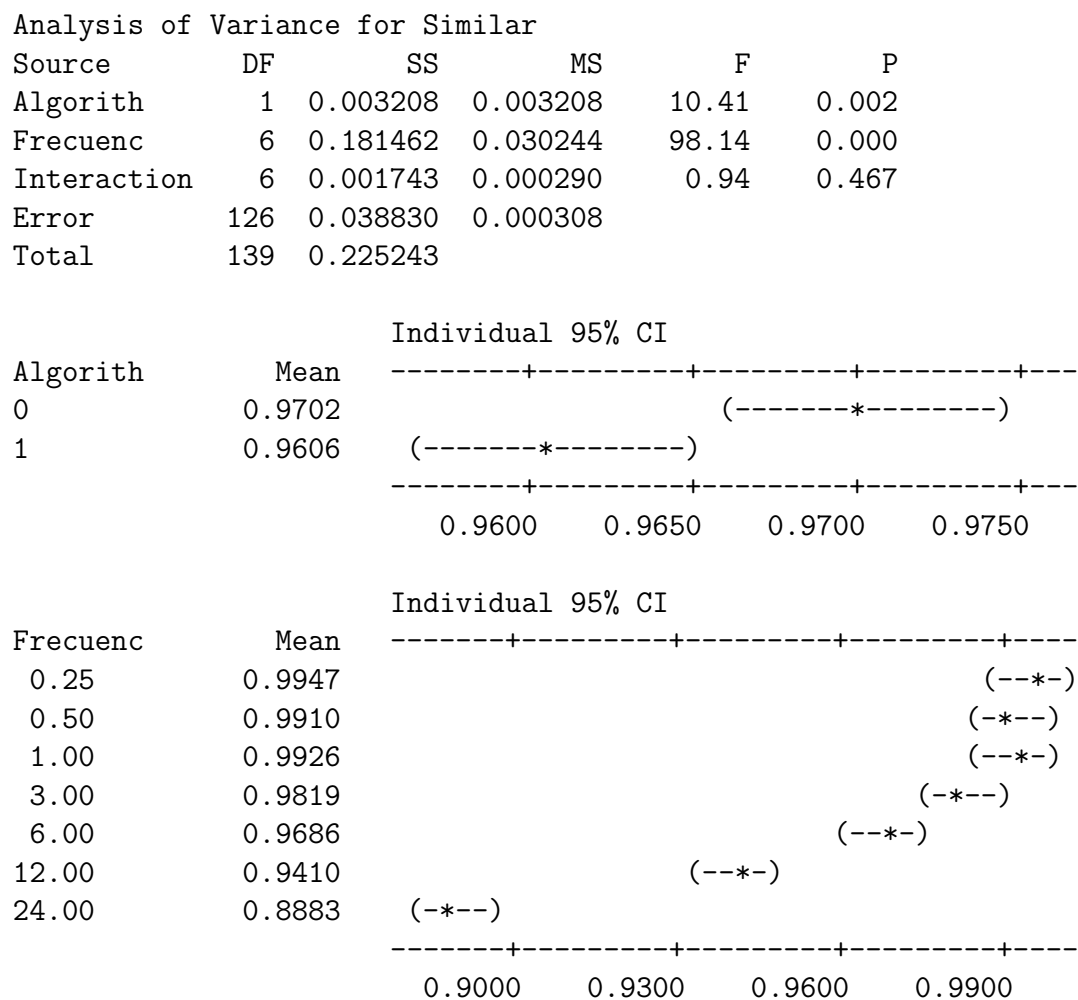 Analysis of Variance for Similar
Source        DF        SS        MS       F       P
Algorith       1  0.003208  0.003208   10.41   0.002
Frecuenc       6  0.181462  0.030244   98.14   0.000
Interaction    6  0.001743  0.000290    0.94   0.467
Error        126  0.038830  0.000308
Total        139  0.225243
Individual 95% CI
Algorith        Mean   --------+---------+---------+---------+---
0             0.9702                       (-------*--------)
1             0.9606    (-------*--------)
--------+---------+---------+---------+---
0.9600    0.9650    0.9700    0.9750
Individual 95% CI
Frecuenc        Mean   -------+---------+---------+---------+----
0.25         0.9947                                       (--*-)
0.50         0.9910                                      (-*--)
1.00         0.9926                                      (--*-)
3.00         0.9819                                   (-*--)
6.00         0.9686                              (--*-)
12.00         0.9410                     (--*-)
24.00         0.8883    (-*--)
-------+---------+---------+---------+----
0.9000    0.9300    0.9600    0.9900